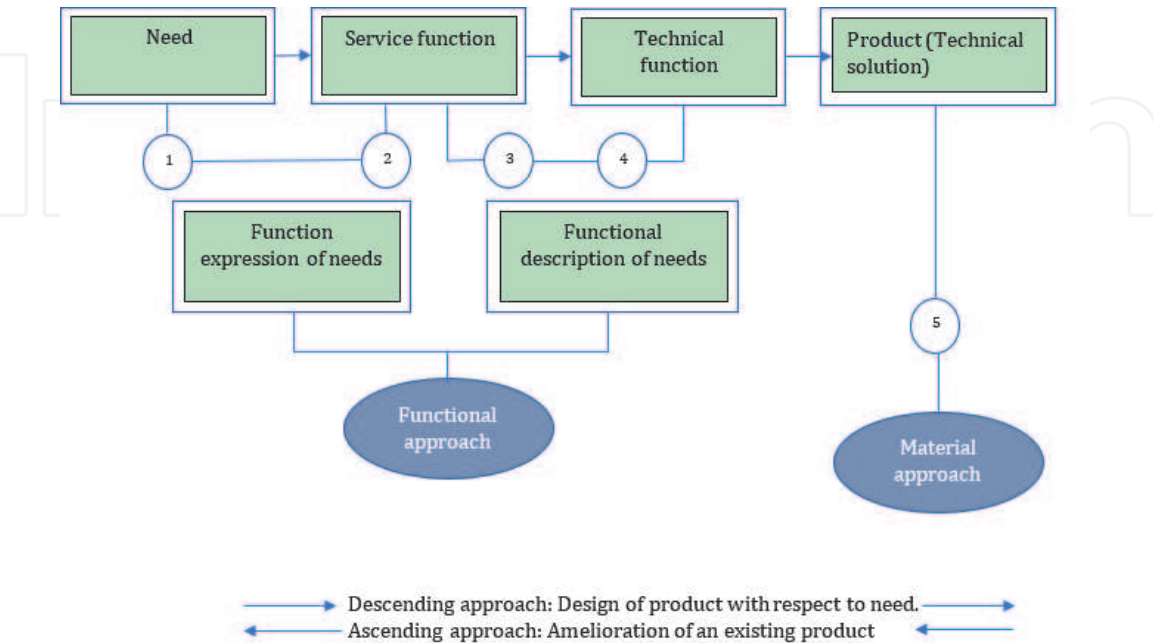 Need
Service function
Technical
function
Product (Technical
solution)
1
2
3
4
Function
expression of needs
Functional
description of needs
5
Functional
approach
Material
approach
Descending approach: Design of product with respect to need.
Ascending approach: Amelioration of an existing product